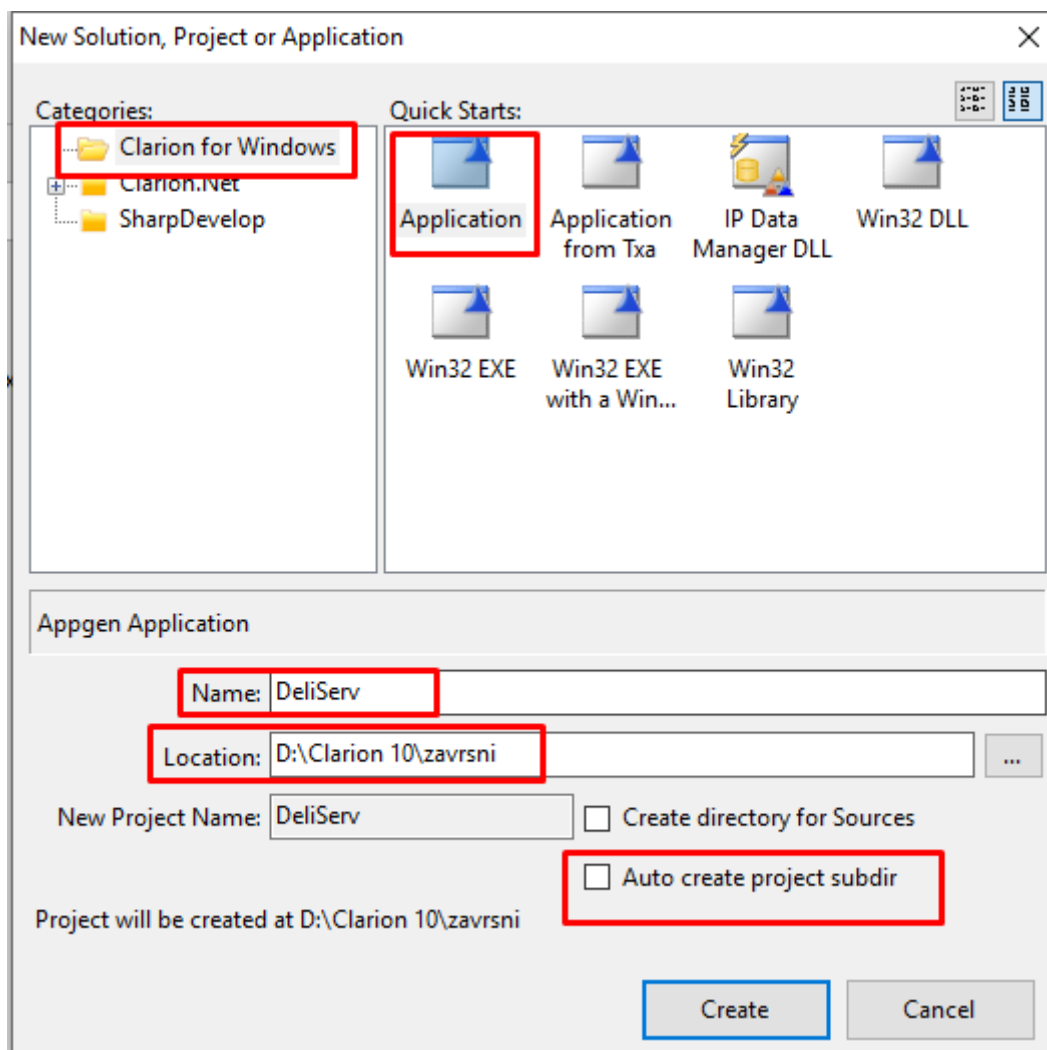 New Solution, Project or Application
Categories:
Quick Starts:
Clarion for Windows
Clarion.Net
SharpDevelop
Application
Application
from Txa
IP Data
Manager DLL
Win32 DLL
Win32 EXE
Win32 EXE
with a Win...
Win32
Library
Appgen Application
Name: DeliServ
Location: D:\Clarion 10\zavrsni
...
New Project Name: DeliServ
Create directory for Sources
Auto create project subdir
Project will be created at D:\Clarion 10\zavrsni
Create
Cancel